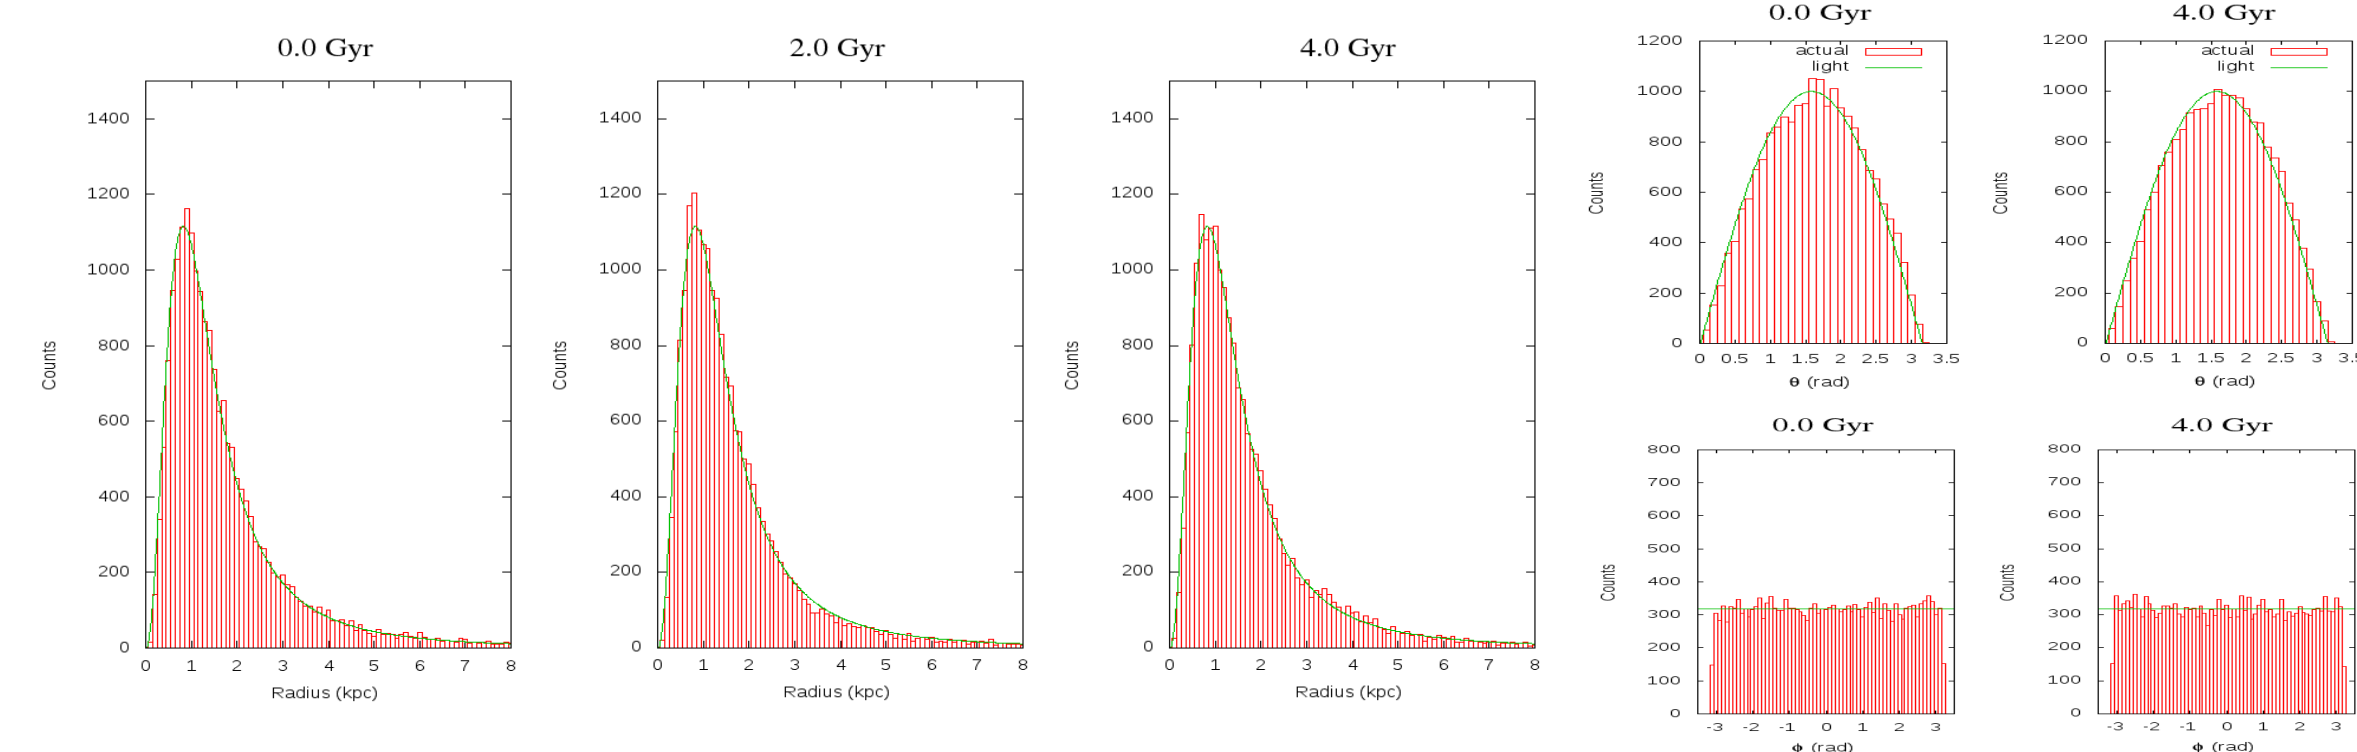 0.0 Gyr
1400
1200
1000
800
600
400
200
0
Counts
0 1 2 3 4 5 6 7 8
Radius (kpc)
2.0 Gyr
1400
1200
1000
800
600
400
200
0
Counts
0 1 2 3 4 5 6 7 8
Radius (kpc)
4.0 Gyr
1400
1200
1000
800
600
400
200
0
Counts
0 1 2 3 4 5 6 7 8
Radius (kpc)
0.0 Gyr
actual
light
1200
1000
800
600
400
200
0
Counts
0 0.5 1 1.5 2 2.5 3 3.5
θ (rad)
4.0 Gyr
actual
light
1200
1000
800
600
400
200
0
Counts
0 0.5 1 1.5 2 2.5 3
θ (rad)
0.0 Gyr
800
700
600
500
400
300
200
100
0
Counts
-3 -2 -1 0 1 2 3
ϕ (rad)
4.0 Gyr
800
700
600
500
400
300
200
100
0
Counts
-3 -2 -1 0 1 2 3
ϕ (rad)